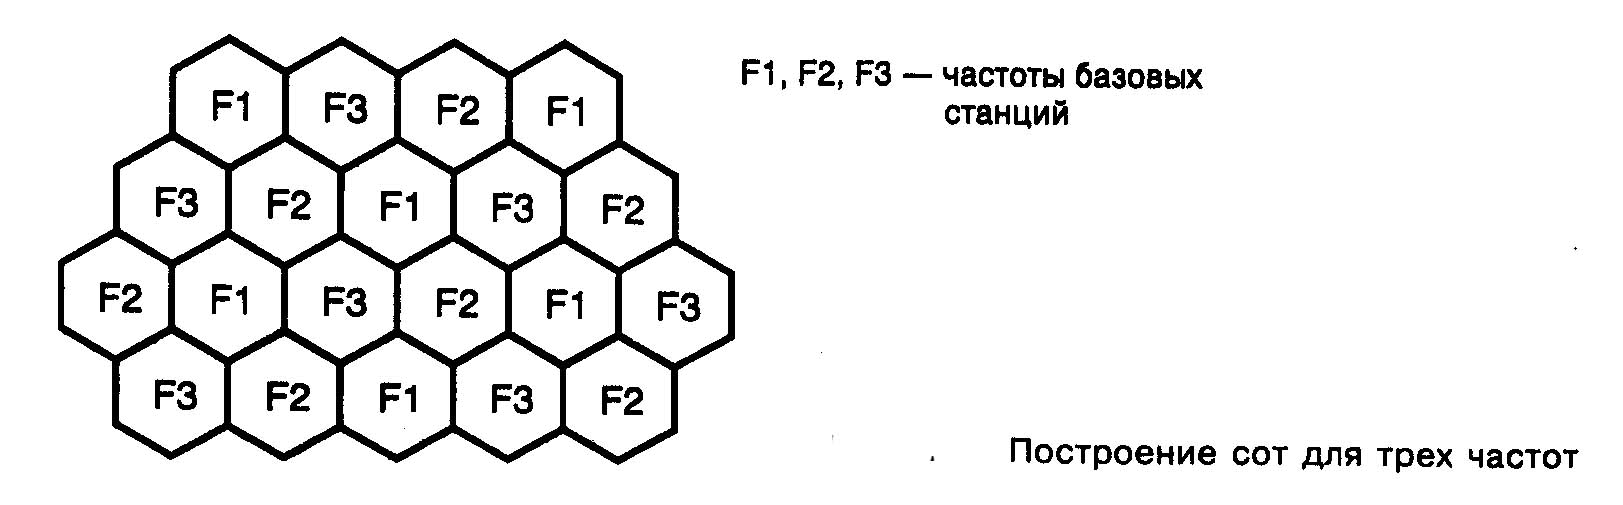 F1, F2, F3 — частоты базовых
станций
F1 F3 F2 F1
F3 F2 F1 F3 F2
F2 F1 F3 F2 F1 F3
F3 F2 F1 F3 F2
Построение сот для трех частот